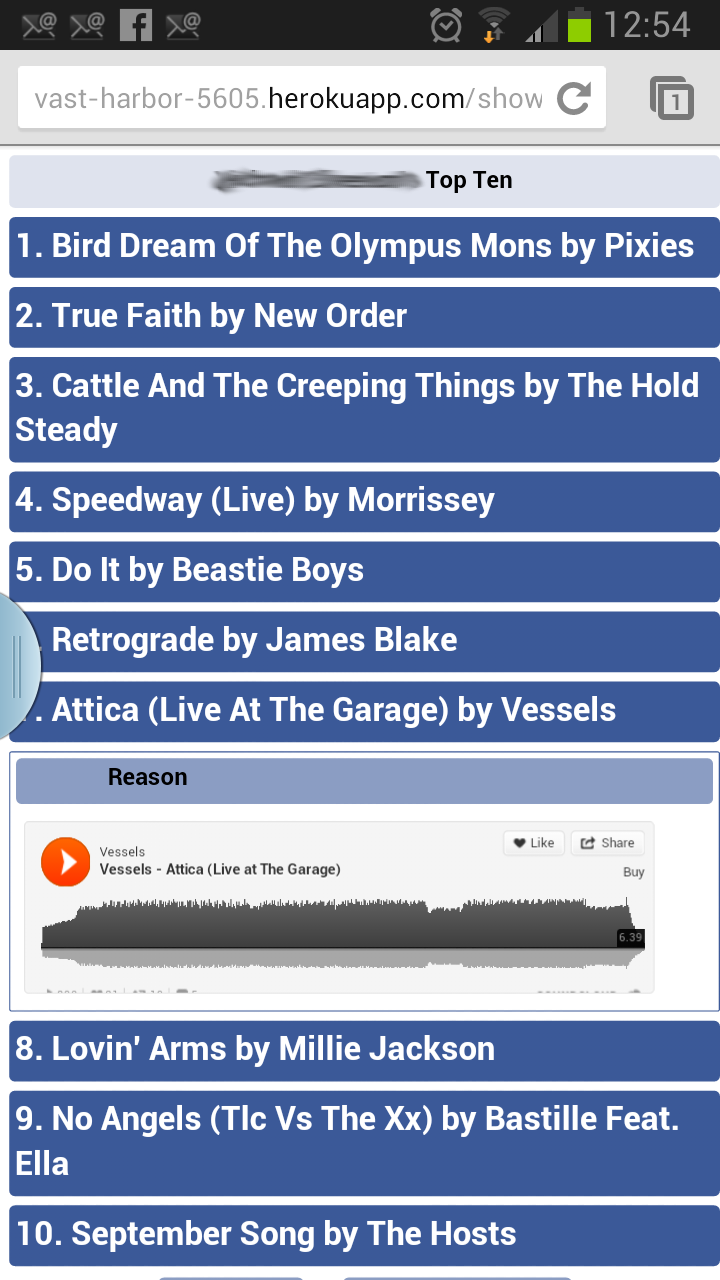 12:54
vast-harbor-5605.herokuapp.com/show
1
Top Ten
1. Bird Dream Of The Olympus Mons by Pixies
2. True Faith by New Order
3. Cattle And The Creeping Things by The Hold
Steady
4. Speedway (Live) by Morrissey
5. Do It by Beastie Boys
Retrograde by James Blake
. Attica (Live At The Garage) by Vessels
Reason
Vessels
Like
Share
Vessels - Attica (Live at The Garage)
Buy
6.39
8. Lovin' Arms by Millie Jackson
9. No Angels (Tlc Vs The Xx) by Bastille Feat.
Ella
10. September Song by The Hosts